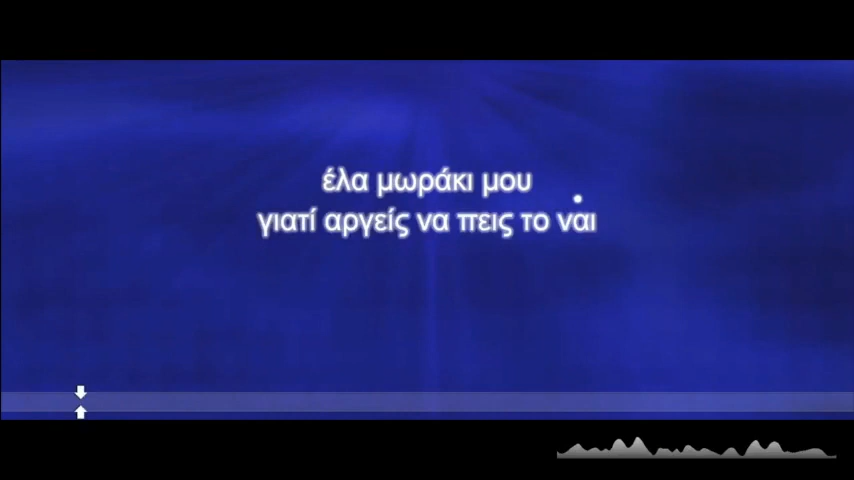 έλα μωράκι μου
γιατί αργείς να πεις το ναι